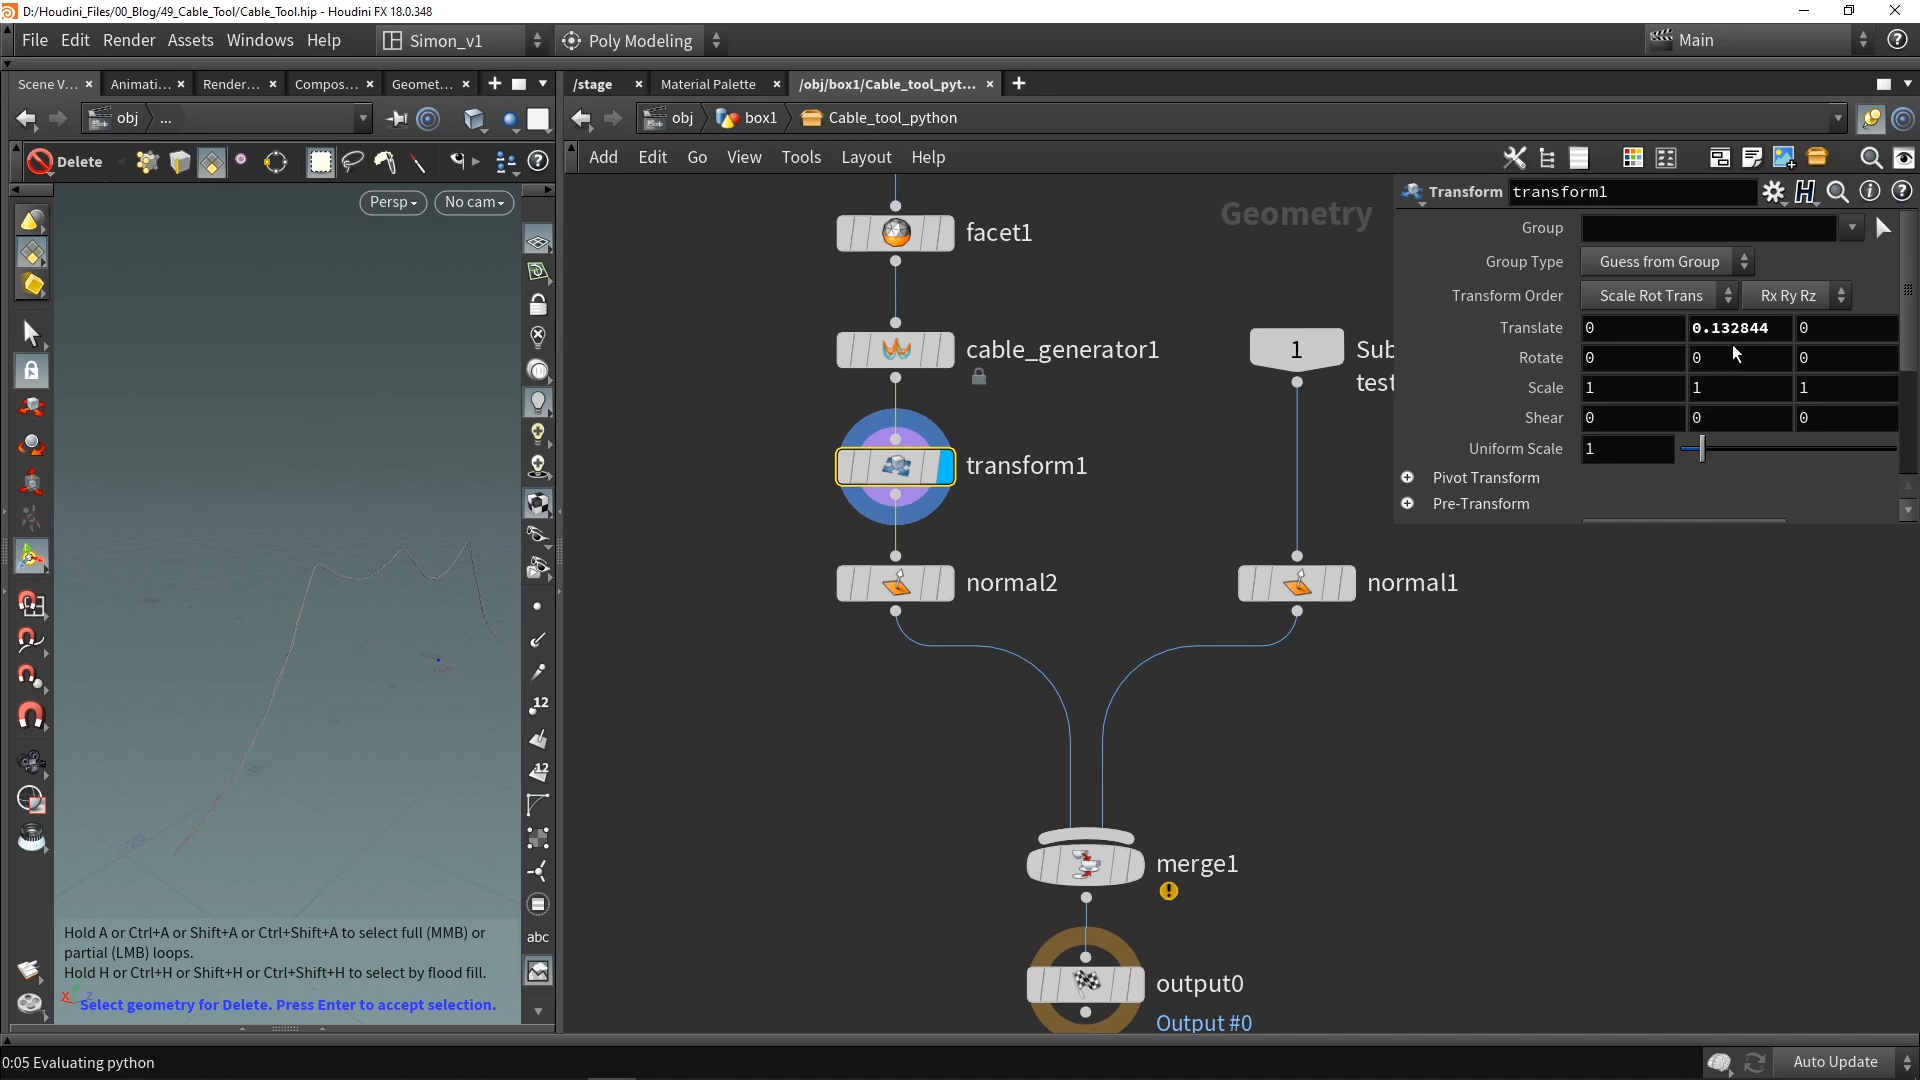 D:/Houdini_Files/00_Blog/49_Cable_Tool/Cable_Tool.hip - Houdini FX 18.0.348
File Edit Render Assets Windows Help Simon_v1 Poly Modeling Main
Scene V... Animati... Render... Compos... Geomet... /stage Material Palette /obj/box1/Cable_tool_pyt...
obj ... obj box1 Cable_tool_python
Delete Add Edit Go View Tools Layout Help
Persp No cam
Geometry
Transform transform1
Group
Group Type Guess from Group
Transform Order Scale Rot Trans Rx Ry Rz
Translate 0 0.132844 0
Rotate 0 0 0
Scale 1 1 1
Shear 0 0 0
Uniform Scale 1
Pivot Transform
Pre-Transform
facet1
cable_generator1
1
Sub
test
transform1
normal2
normal1
merge1
output0
Output #0
12
12
abc
Hold A or Ctrl+A or Shift+A or Ctrl+Shift+A to select full (MMB) or
partial (LMB) loops.
Hold H or Ctrl+H or Shift+H or Ctrl+Shift+H to select by flood fill.
X Z
Select geometry for Delete. Press Enter to accept selection.
0:05 Evaluating python
Auto Update